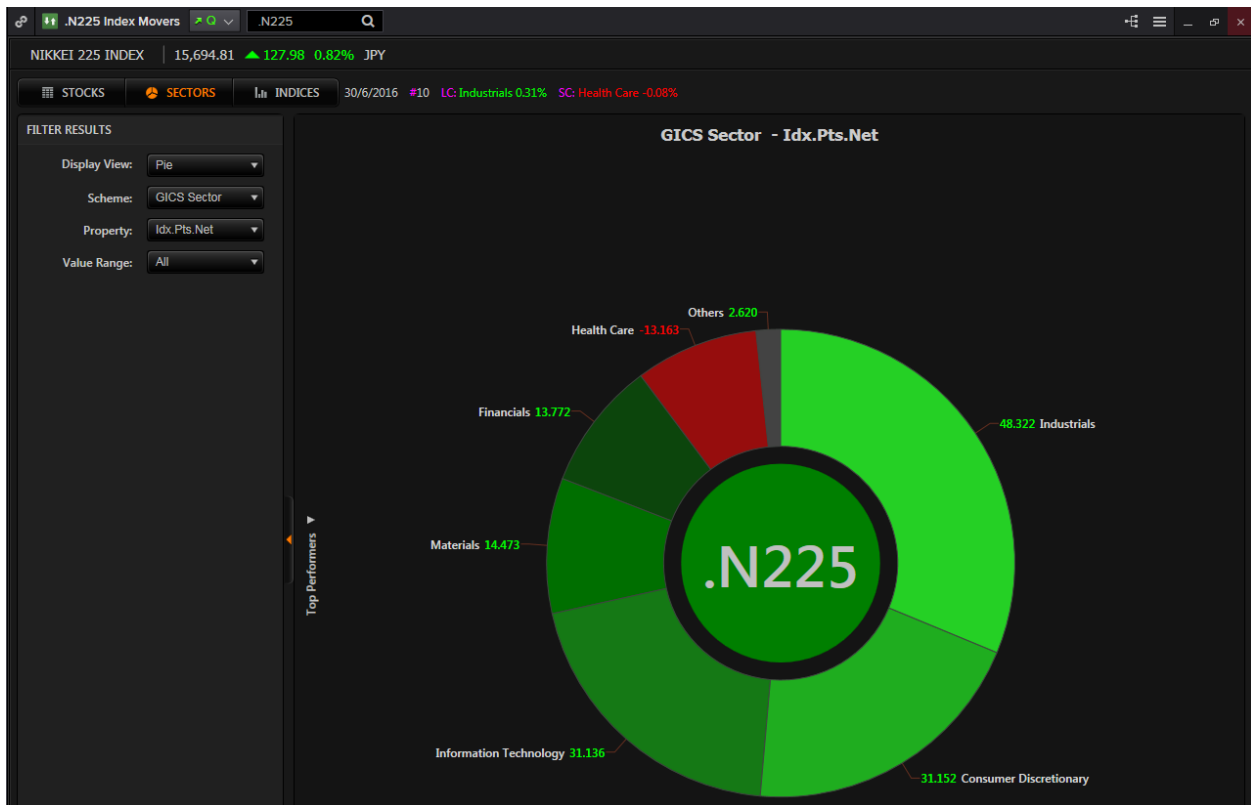 .N225 Index Movers Q .N225
NIKKEI 225 INDEX 15,694.81 127.98 0.82% JPY
STOCKS SECTORS INDICES 30/6/2016 #10 LC: Industrials 0.31% SC: Health Care -0.08%
FILTER RESULTS
Display View: Pie
Scheme: GICS Sector
Property: Idx.Pts.Net
Value Range: All
GICS Sector - Idx.Pts.Net
Others 2.620
Health Care -13.163
Financials 13.772
48.322 Industrials
Materials 14.473
.N225
Top Performers
Information Technology 31.136
31.152 Consumer Discretionary